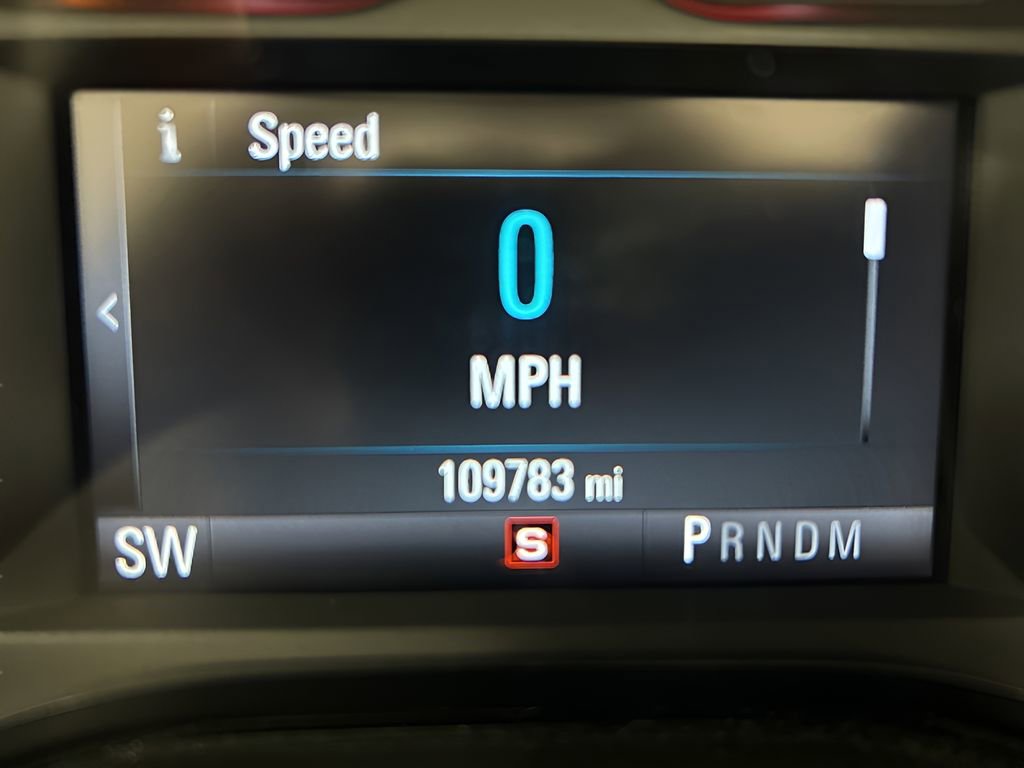 i Speed
0
MPH
109783 mi
SW S PRNDM